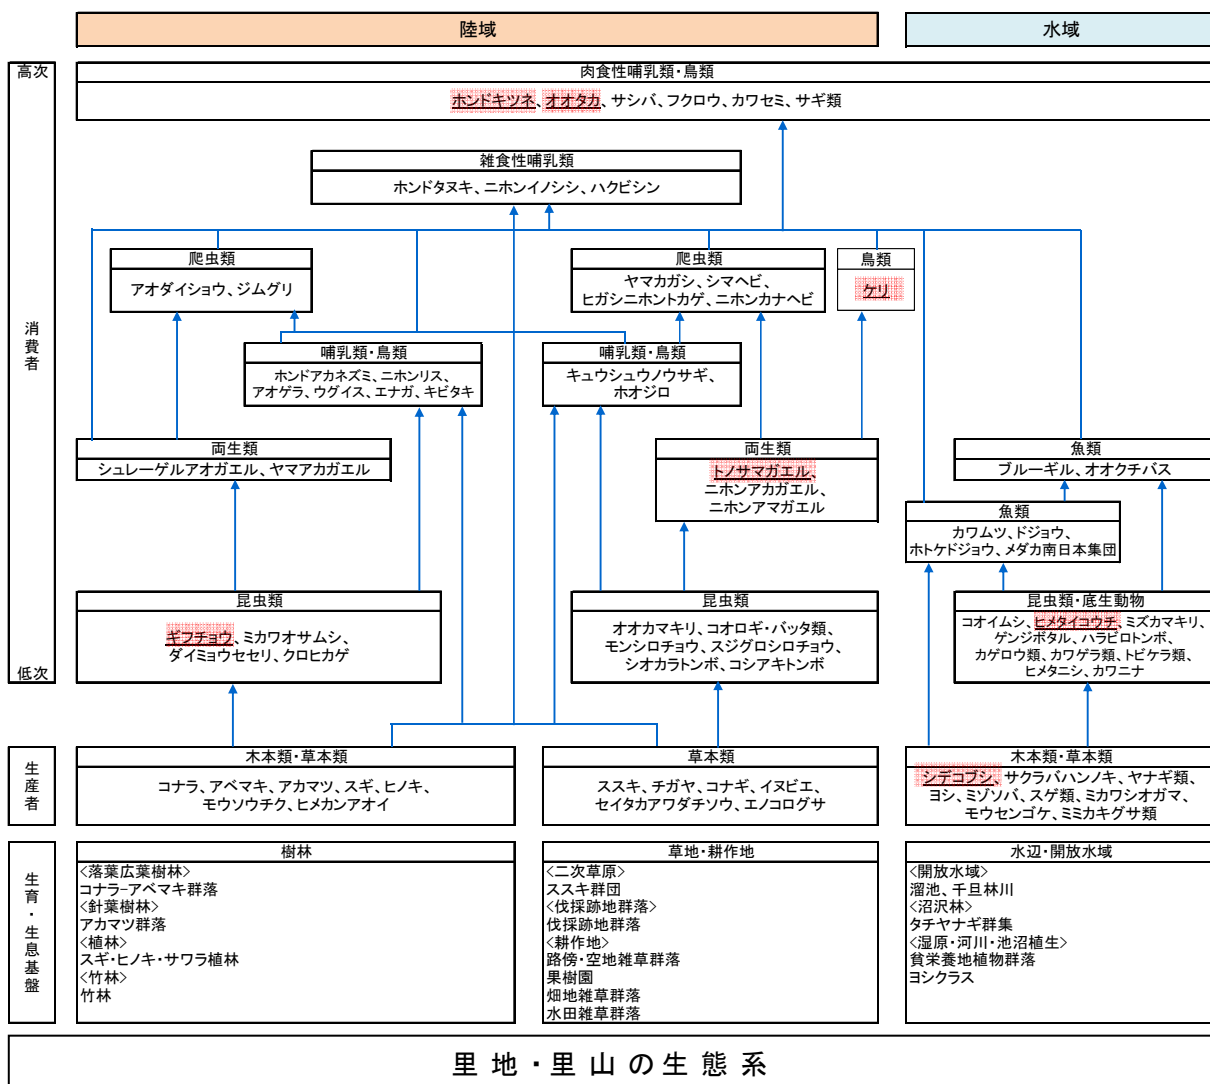 陸域
水域
高次
消費者
低次
肉食性哺乳類・鳥類
ホンドキツネ、オオタカ、サシバ、フクロウ、カワセミ、サギ類
雑食性哺乳類
ホンドタヌキ、ニホンイノシシ、ハクビシン
爬虫類
アオダイショウ、ジムグリ
爬虫類
ヤマカガシ、シマヘビ、
ヒガシニホントカゲ、ニホンカナヘビ
鳥類
ケリ
哺乳類・鳥類
ホンドアカネズミ、ニホンリス、
アオゲラ、ウグイス、エナガ、キビタキ
哺乳類・鳥類
キュウシュウノウサギ、
ホオジロ
両生類
シュレーゲルアオガエル、ヤマアカガエル
両生類
トノサマガエル、
ニホンアカガエル、
ニホンアマガエル
魚類
ブルーギル、オオクチバス
魚類
カワムツ、ドジョウ、
ホトケドジョウ、メダカ南日本集団
昆虫類
ギフチョウ、ミカワオサムシ、
ダイミョウセセリ、クロヒカゲ
昆虫類
オオカマキリ、コオロギ・バッタ類、
モンシロチョウ、スジグロシロチョウ、
シオカラトンボ、コシアキトンボ
昆虫類・底生動物
コオイムシ、ヒメタイコウチ、ミズカマキリ、
ゲンジボタル、ハラビロトンボ、
カゲロウ類、カワゲラ類、トビケラ類、
ヒメタニシ、カワニナ
生産者
木本類・草本類
コナラ、アベマキ、アカマツ、スギ、ヒノキ、
モウソウチク、ヒメカンアオイ
草本類
ススキ、チガヤ、コナギ、イヌビエ、
セイタカアワダチソウ、エノコログサ
木本類・草本類
シデコブシ、サクラバハンノキ、ヤナギ類、
ヨシ、ミゾソバ、スゲ類、ミカワシオガマ、
モウセンゴケ、ミミカキグサ類
生育・生息基盤
樹林
<落葉広葉樹林>
コナラ−アベマキ群落
<針葉樹林>
アカマツ群落
<植林>
スギ・ヒノキ・サワラ植林
<竹林>
竹林
草地・耕作地
<二次草原>
ススキ群団
<伐採跡地群落>
伐採跡地群落
<耕作地>
路傍・空地雑草群落
果樹園
畑地雑草群落
水田雑草群落
水辺・開放水域
<開放水域>
溜池、千旦林川
<沼沢林>
タチヤナギ群集
<湿原・河川・池沼植生>
貧栄養地植物群落
ヨシクラス
里地・里山の生態系